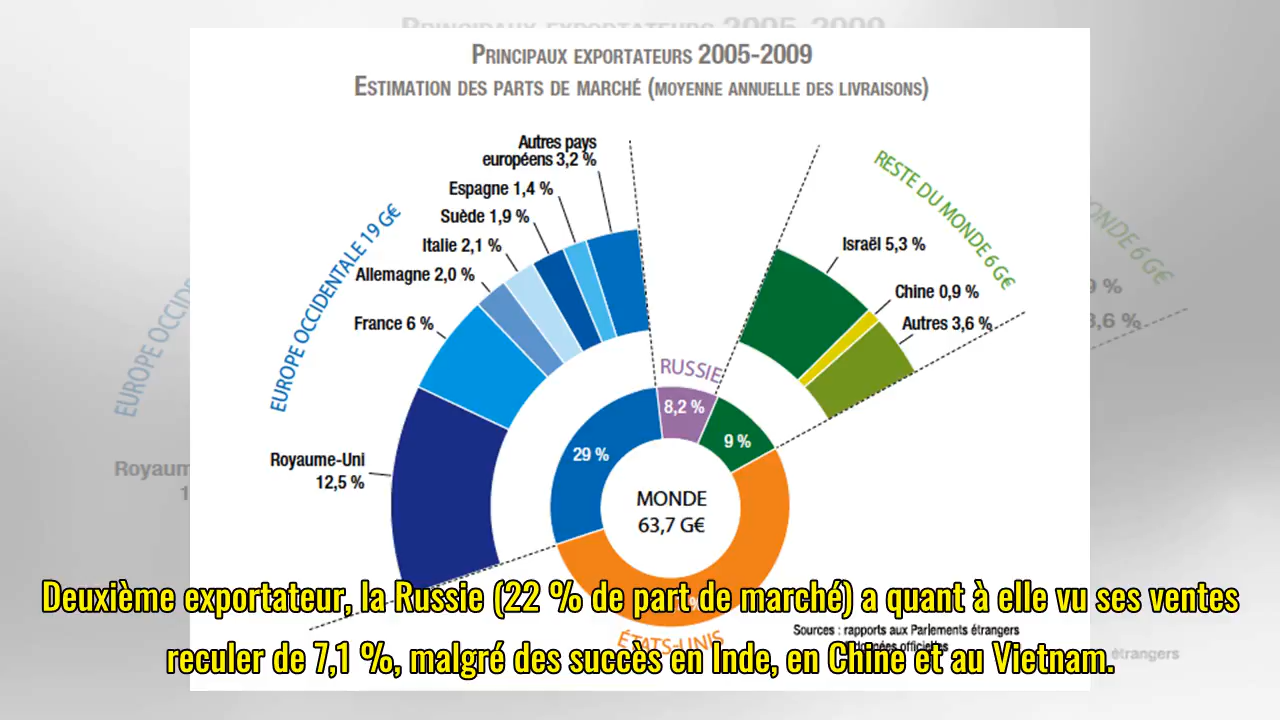 PRINCIPAUX EXPORTATEURS 2005-2009
ESTIMATION DES PARTS DE MARCHÉ (MOYENNE ANNUELLE DES LIVRAISONS)
Autres pays
européens 3,2 %
Espagne 1,4 %
Suède 1,9 %
Italie 2,1 %
Allemagne 2,0 %
France 6 %
Royaume-Uni
12,5 %
EUROPE OCCIDENTALE 19 G€
RESTE DU MONDE 6 G€
Israël 5,3 %
Chine 0,9 %
Autres 3,6 %
RUSSIE
8,2 %
9 %
29 %
MONDE
63,7 G€
ÉTATS-UNIS
Sources : rapports aux Parlements étrangers
données officielles
Deuxième exportateur, la Russie (22 % de part de marché) a quant à elle vu ses ventes
reculer de 7,1 %, malgré des succès en Inde, en Chine et au Vietnam.